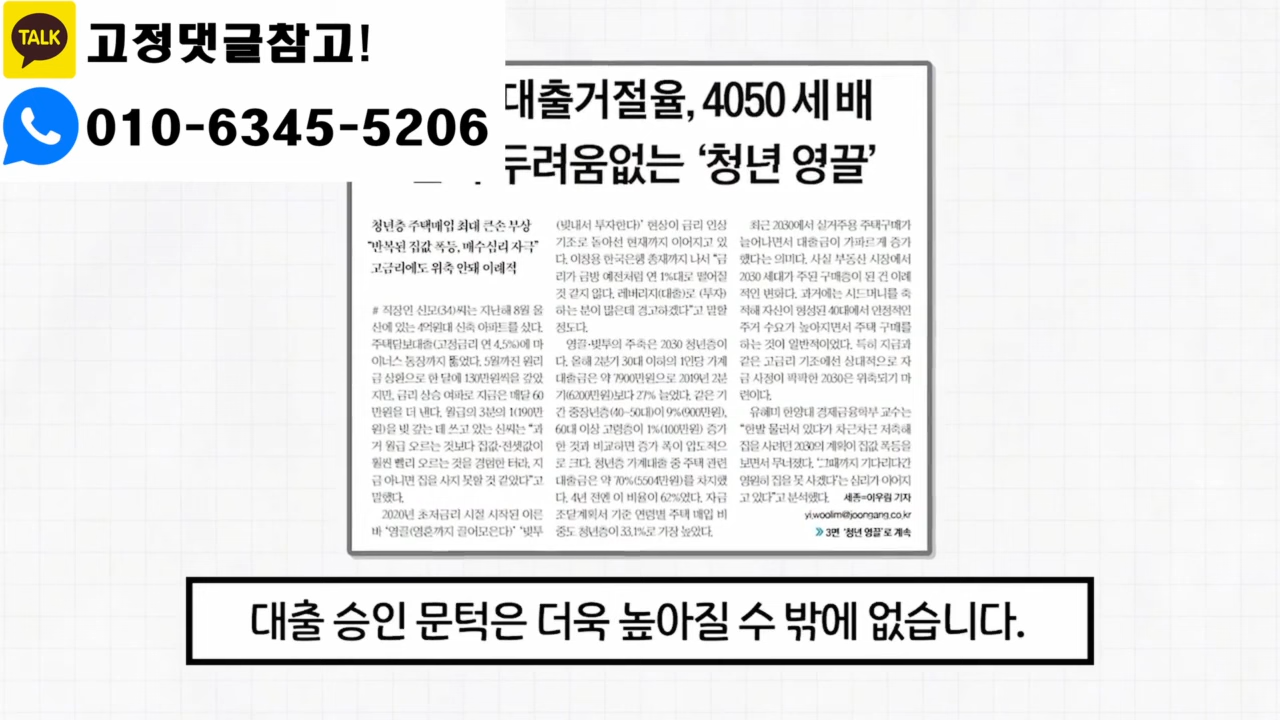 TALK
고정댓글참고!
010-6345-5206
대출거절율, 4050 세 배
두려움없는 ‘청년 영끌’
청년층 주택매입 최대 큰손 부상
“반복된 집값 폭등, 매수심리 자극”
고금리에도 위축 안돼 이례적
# 직장인 신모(34)씨는 지난해 8월 울
산에 있는 4억원대 신축 아파트를 샀다.
주택담보대출(고정금리 연 4.5%)에 마
이너스 통장까지 뚫었다. 5월까진 원리
금 상환으로 한 달에 130만원씩을 갚았
지만, 금리 상승 여파로 지금은 매달 60
만원을 더 낸다. 월급의 3분의 1(190만
원)을 빚 갚는 데 쓰고 있는 신씨는 “과
거 월급 오르는 것보다 집값·전셋값이
훨씬 빨리 오르는 것을 경험한 터라, 지
금 아니면 집을 사지 못할 것 같았다”고
말했다.
2020년 초저금리 시절 시작된 이른
바 ‘영끌(영혼까지 끌어모은다)’ ‘빚투
(빚내서 투자한다)’ 현상이 금리 인상
기조로 돌아선 현재까지 이어지고 있
다. 이창용 한국은행 총재까지 나서 “금
리가 금방 예전처럼 연 1%대로 떨어질
것 같지 않다. 레버리지(대출)로 (투자)
하는 분이 많은데 경고하겠다”고 말할
정도다.
영끌·빚투의 주축은 2030 청년층이
다. 올해 2분기 30대 이하의 1인당 가계
대출금은 약 7900만원으로 2019년 2분
기(6200만원)보다 27% 늘었다. 같은 기
간 중장년층(40~50대)이 9%(900만원),
60대 이상 고령층이 1%(100만원) 증가
한 것과 비교하면 증가 폭이 압도적으
로 크다. 청년층 가계대출 중 주택 관련
대출금은 약 70%(5504만원)를 차지했
다. 4년 전엔 이 비율이 62%였다. 자금
조달계획서 기준 연령별 주택 매입 비
중도 청년층이 33.1%로 가장 높았다.
최근 2030에서 실거주용 주택구매가
늘어나면서 대출금이 가파르게 증가
했다는 의미다. 사실 부동산 시장에서
2030 세대가 주된 구매층이 된 건 이례
적인 변화다. 과거에는 시드머니를 축
적해 자산이 형성된 40대에서 안정적인
주거 수요가 높아지면서 주택 구매를
하는 것이 일반적이었다. 특히 지금과
같은 고금리 기조에선 상대적으로 자
금 사정이 팍팍한 2030은 위축되기 마
련이다.
유혜미 한양대 경제금융학부 교수는
“한발 물러서 있다가 차근차근 저축해
집을 사려던 2030의 계획이 집값 폭등을
보면서 무너졌다. ‘그때까지 기다리다간
영원히 집을 못 사겠다’는 심리가 이어지
고 있다”고 분석했다. 세종=이우림 기자
yi.woolim@joongang.co.kr
3면 ‘청년 영끌’로 계속
대출 승인 문턱은 더욱 높아질 수 밖에 없습니다.